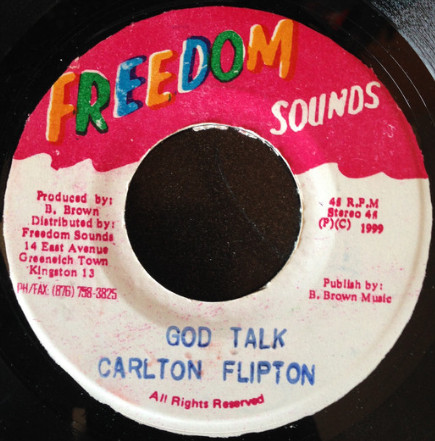 FREEDOM
SOUNDS
Produced by:
B. Brown
Distributed by:
Freedom Sounds
14 East Avenue
Greeneich Town
Kingston 13
PH/FAX: (876) 758-3825
45 R.P.M
Stereo 45
(P)(C) 1999
Publish by:
B. Brown Music
GOD TALK
CARLTON FLIPTON
All Rights Reserved